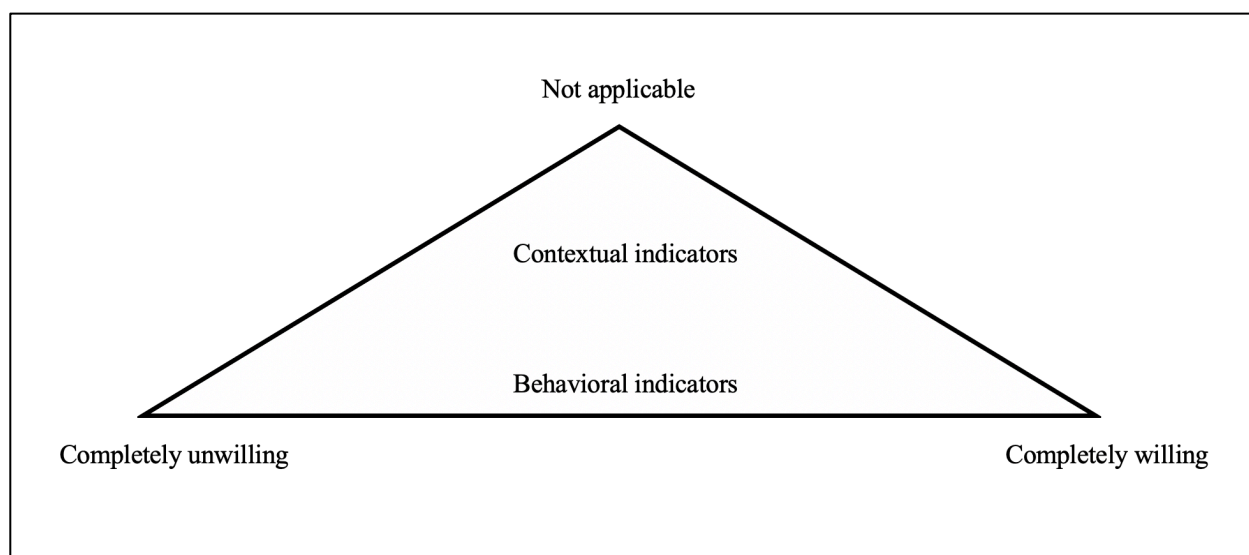 Not applicable
Contextual indicators
Behavioral indicators
Completely unwilling
Completely willing